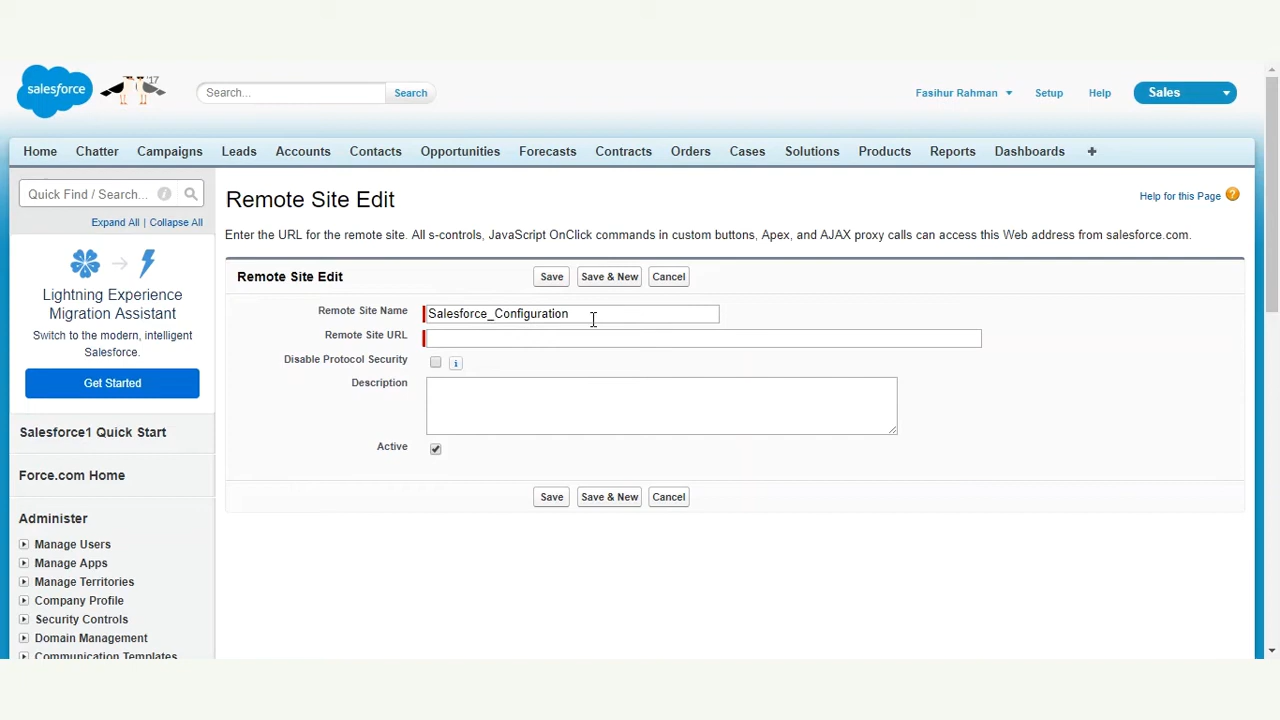 salesforce
'17
Search...
Search
Fasihur Rahman
Setup
Help
Sales
Home
Chatter
Campaigns
Leads
Accounts
Contacts
Opportunities
Forecasts
Contracts
Orders
Cases
Solutions
Products
Reports
Dashboards
Quick Find / Search...
Expand All | Collapse All
Lightning Experience
Migration Assistant
Switch to the modern, intelligent
Salesforce.
Get Started
Salesforce1 Quick Start
Force.com Home
Administer
Manage Users
Manage Apps
Manage Territories
Company Profile
Security Controls
Domain Management
Communication Templates
Remote Site Edit
Help for this Page ?
Enter the URL for the remote site. All s-controls, JavaScript OnClick commands in custom buttons, Apex, and AJAX proxy calls can access this Web address from salesforce.com.
Remote Site Edit
Save
Save & New
Cancel
Remote Site Name
Salesforce_Configuration
Remote Site URL
Disable Protocol Security
Description
Active
Save
Save & New
Cancel